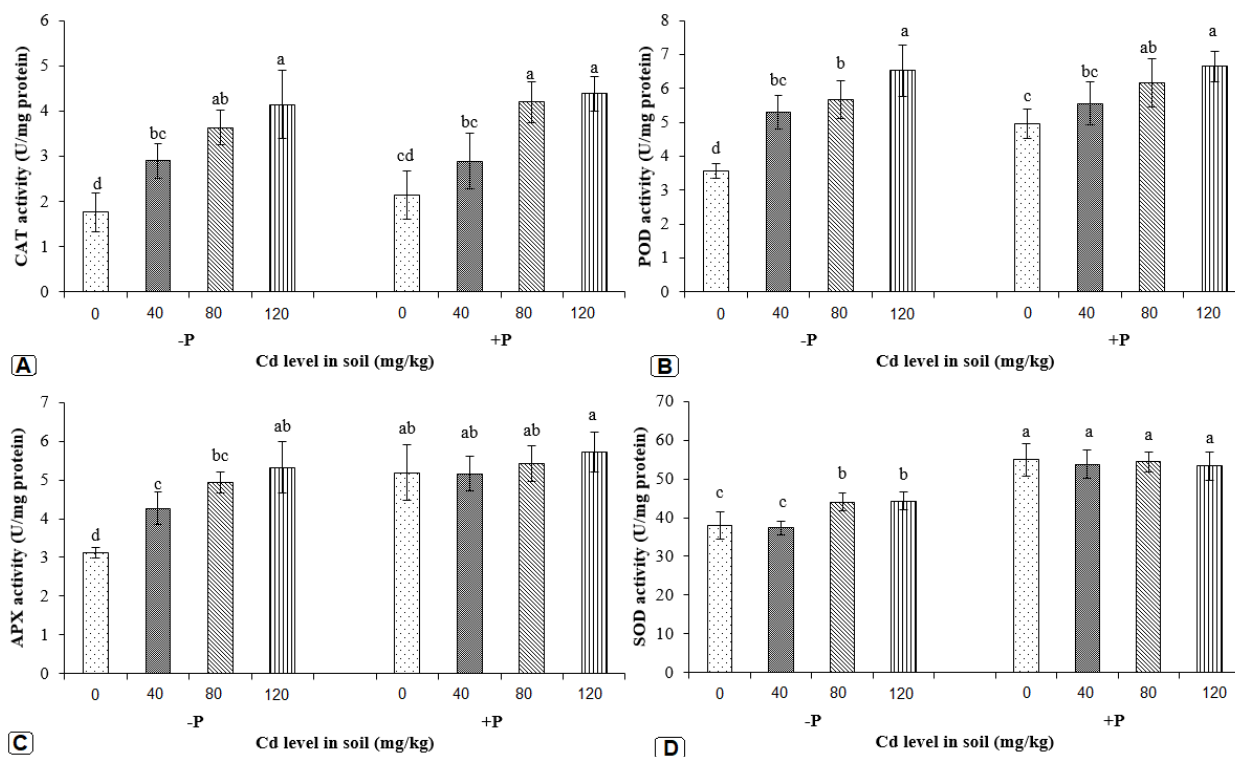 CAT activity (U/mg protein)
6
5
4
3
2
1
0
d
bc
ab
a
cd
bc
a
a
0 40 80 120 0 40 80 120
-P +P
Cd level in soil (mg/kg)
A
POD activity (U/mg protein)
8
7
6
5
4
3
2
1
0
d
bc
b
a
c
bc
ab
a
0 40 80 120 0 40 80 120
-P +P
Cd level in soil (mg/kg)
B
APX activity (U/mg protein)
7
6
5
4
3
2
1
0
d
c
bc
ab
ab
ab
ab
a
0 40 80 120 0 40 80 120
-P +P
Cd level in soil (mg/kg)
C
SOD activity (U/mg protein)
70
60
50
40
30
20
10
0
c
c
b
b
a
a
a
a
0 40 80 120 0 40 80 120
-P +P
Cd level in soil (mg/kg)
D